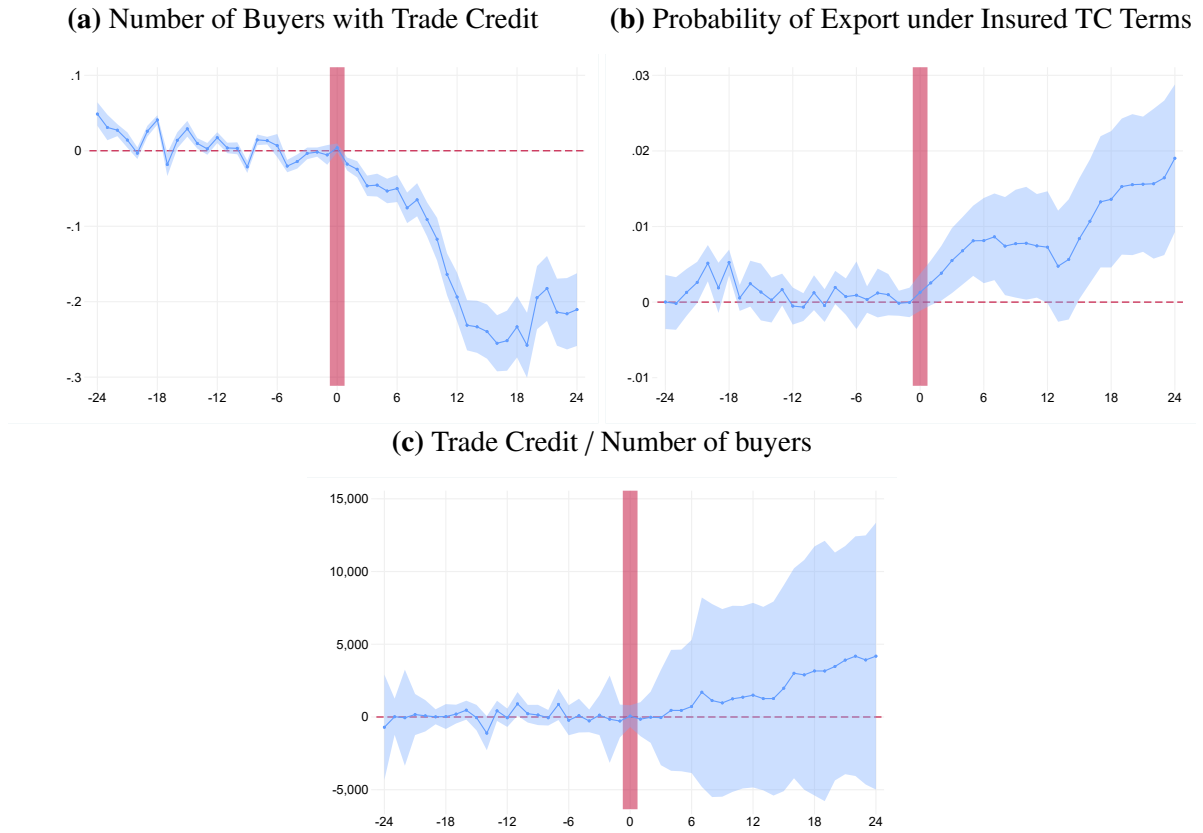 (a) Number of Buyers with Trade Credit
.1
0
-.1
-.2
-.3
-24 -18 -12 -6 0 6 12 18 24
(b) Probability of Export under Insured TC Terms
.03
.02
.01
0
-.01
-24 -18 -12 -6 0 6 12 18 24
(c) Trade Credit / Number of buyers
15,000
10,000
5,000
0
-5,000
-24 -18 -12 -6 0 6 12 18 24